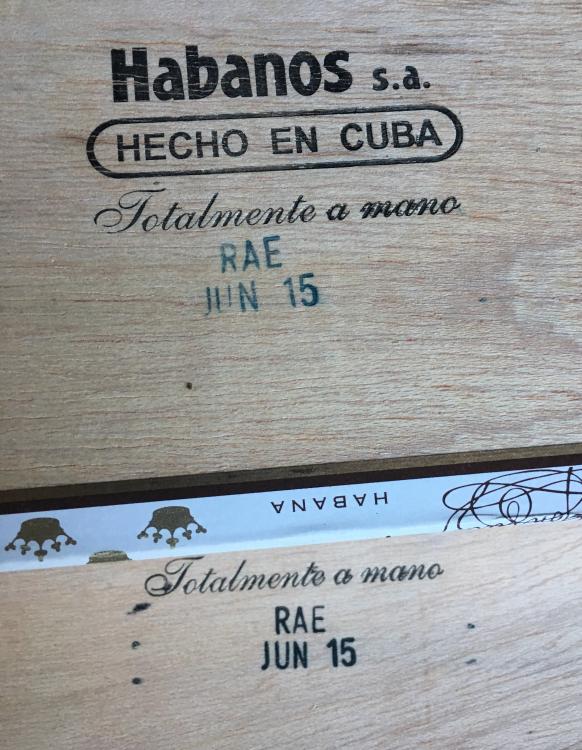 Habanos s.a.
HECHO EN CUBA
Totalmente a mano
RAE
JUN 15
HABANA
Totalmente a mano
RAE
JUN 15